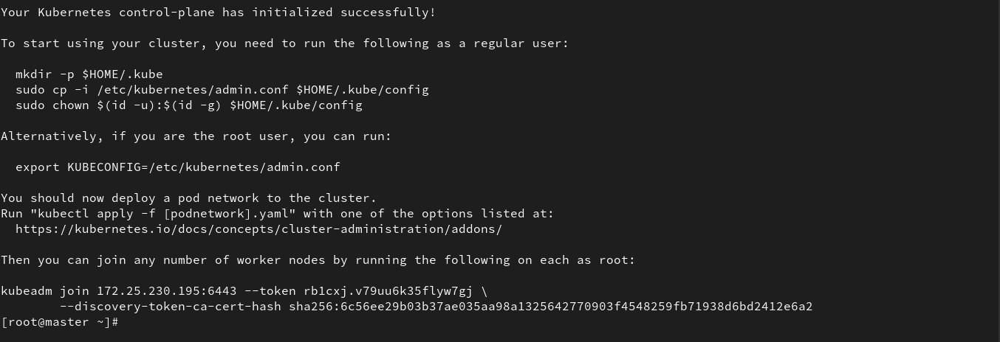 Your Kubernetes control-plane has initialized successfully!
To start using your cluster, you need to run the following as a regular user:
mkdir -p $HOME/.kube
sudo cp -i /etc/kubernetes/admin.conf $HOME/.kube/config
sudo chown $(id -u):$(id -g) $HOME/.kube/config
Alternatively, if you are the root user, you can run:
export KUBECONFIG=/etc/kubernetes/admin.conf
You should now deploy a pod network to the cluster.
Run "kubectl apply -f [podnetwork].yaml" with one of the options listed at:
https://kubernetes.io/docs/concepts/cluster-administration/addons/
Then you can join any number of worker nodes by running the following on each as root:
kubeadm join 172.25.230.195:6443 --token rb1cxj.v79uu6k35flyw7gj \
--discovery-token-ca-cert-hash sha256:6c56ee29b03b37ae035aa98a1325642770903f4548259fb71938d6bd2412e6a2
[root@master ~]#